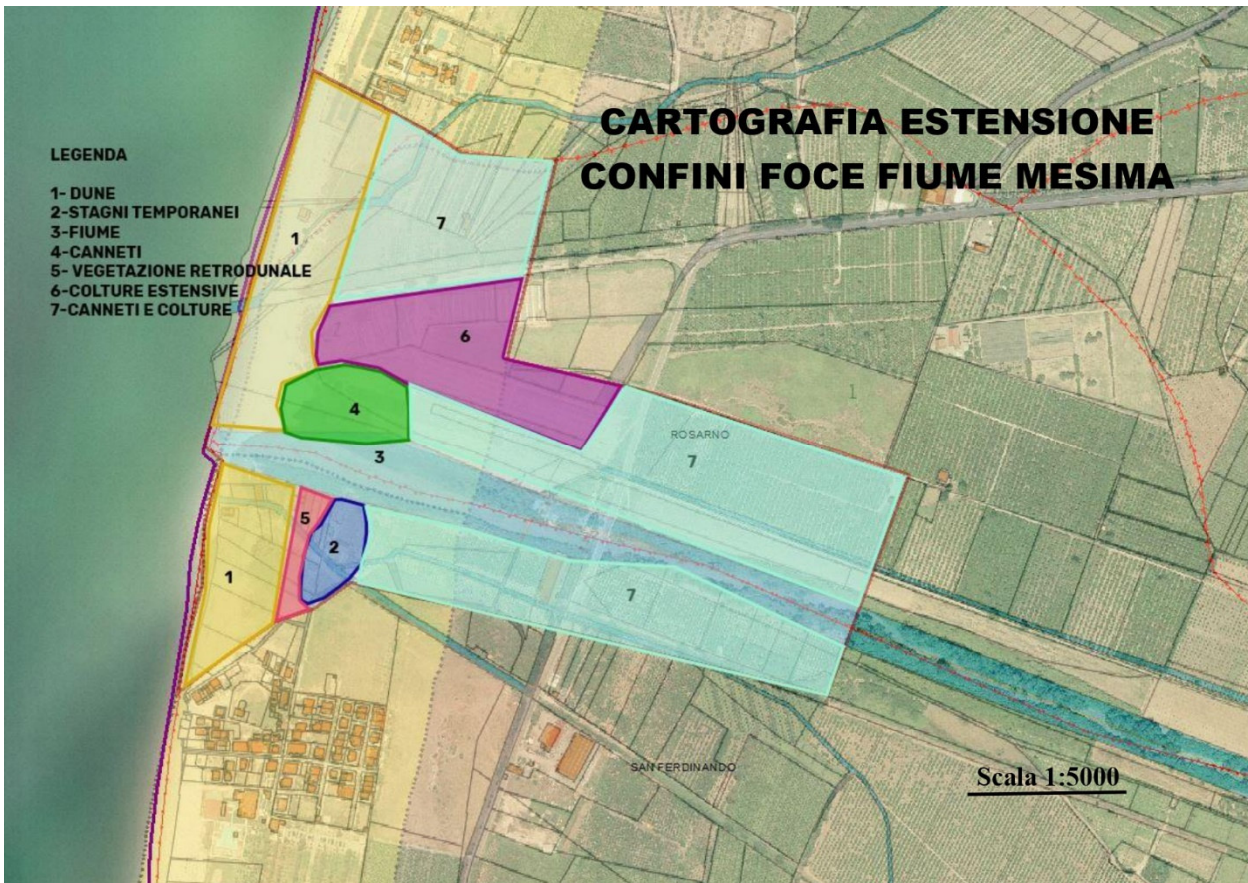 CARTOGRAFIA ESTENSIONE
CONFINI FOCE FIUME MESIMA
LEGENDA
1- DUNE
2-STAGNI TEMPORANEI
3-FIUME
4-CANNETI
5- VEGETAZIONE RETRODUNALE
6-COLTURE ESTENSIVE
7-CANNETI E COLTURE
1
7
6
4
3
ROSARNO
7
1
5
2
1
7
SAN FERDINANDO
Scala 1:5000